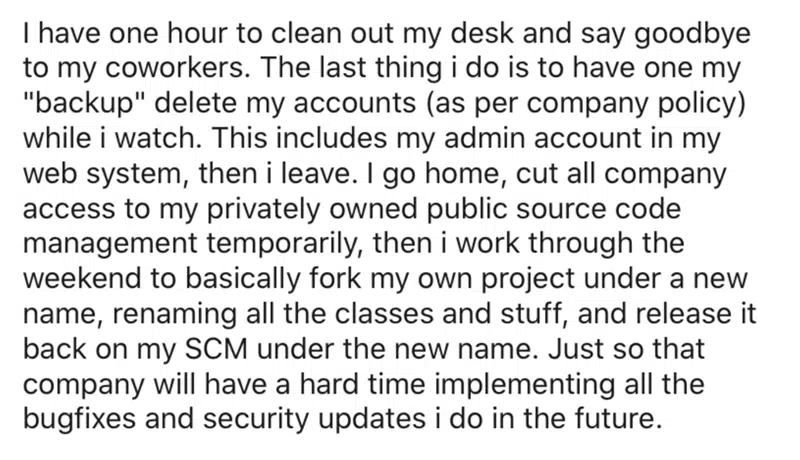 I have one hour to clean out my desk and say goodbye
to my coworkers. The last thing i do is to have one my
"backup" delete my accounts (as per company policy)
while i watch. This includes my admin account in my
web system, then i leave. I go home, cut all company
access to my privately owned public source code
management temporarily, then i work through the
weekend to basically fork my own project under a new
name, renaming all the classes and stuff, and release it
back on my SCM under the new name. Just so that
company will have a hard time implementing all the
bugfixes and security updates i do in the future.